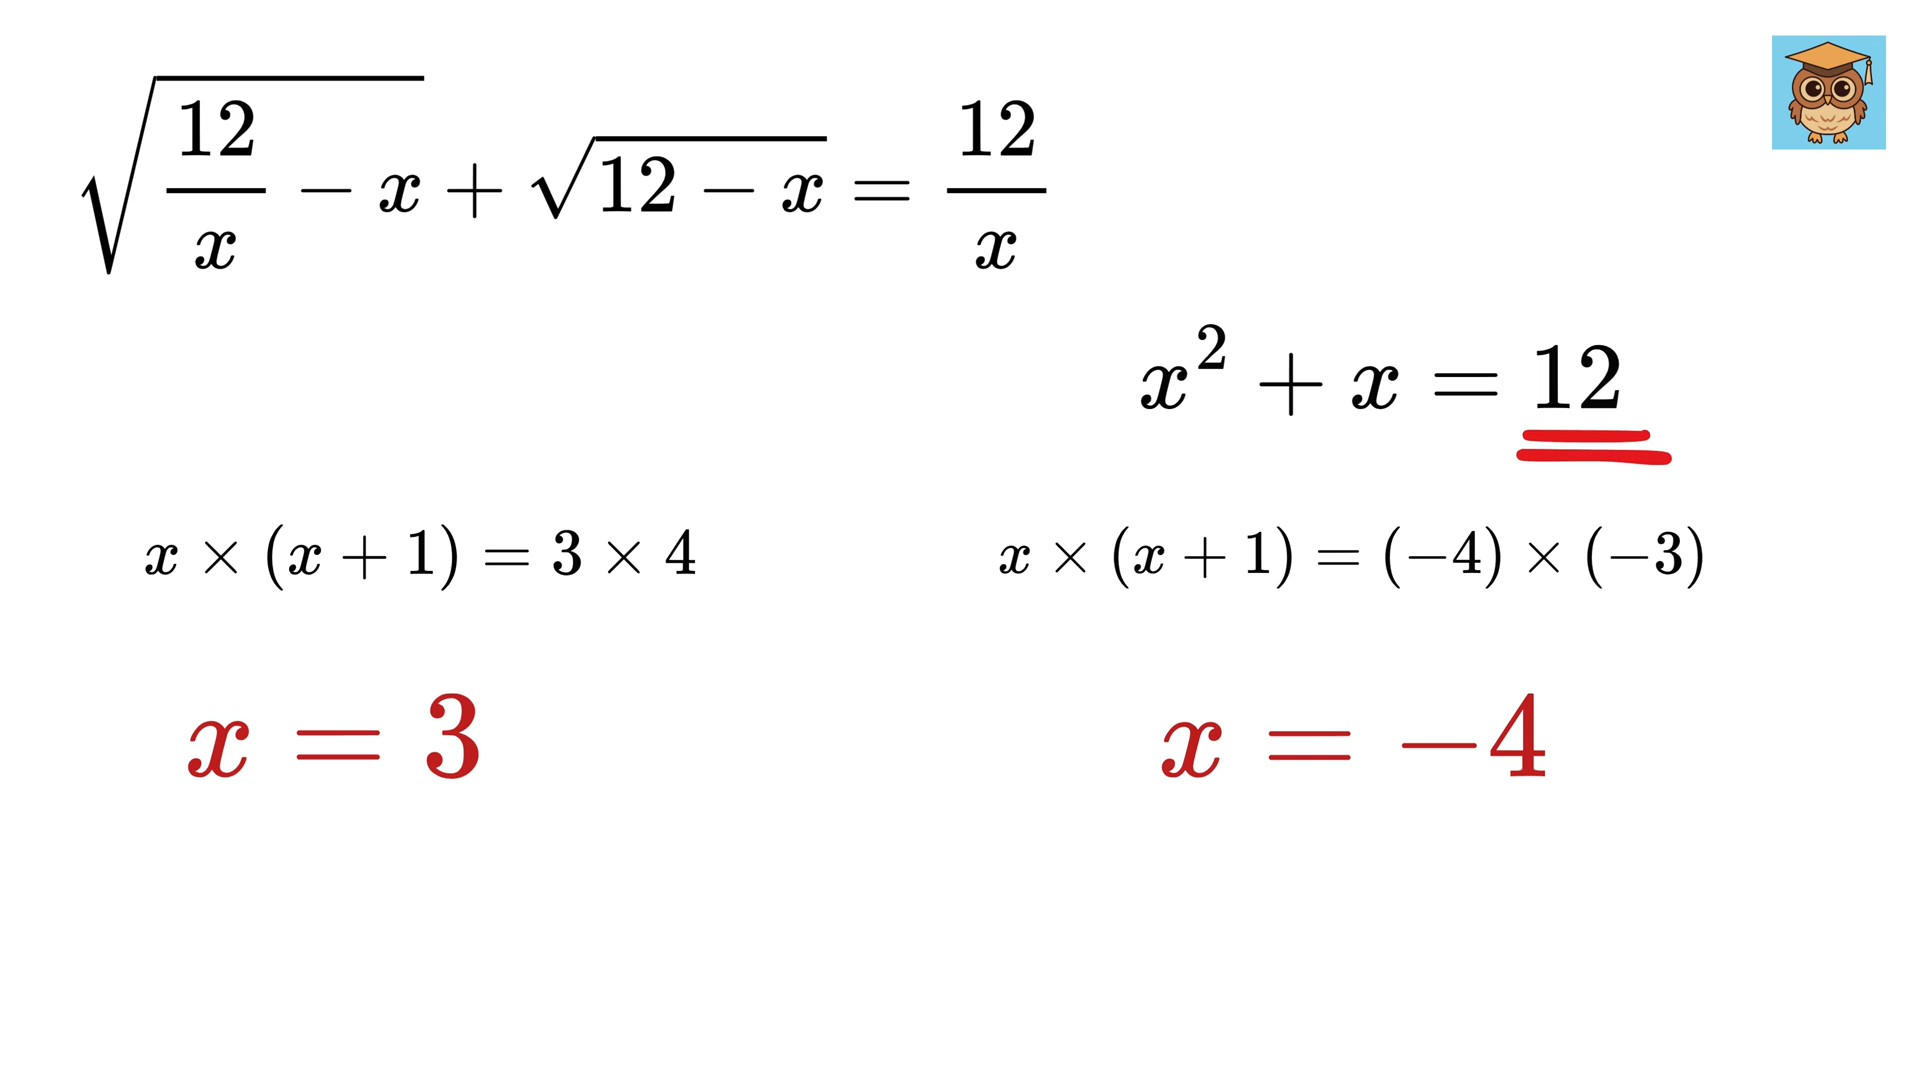 √(12/x − x) + √(12 − x) = 12/x
x² + x = 12
x × (x + 1) = 3 × 4
x × (x + 1) = (−4) × (−3)
x = 3
x = −4